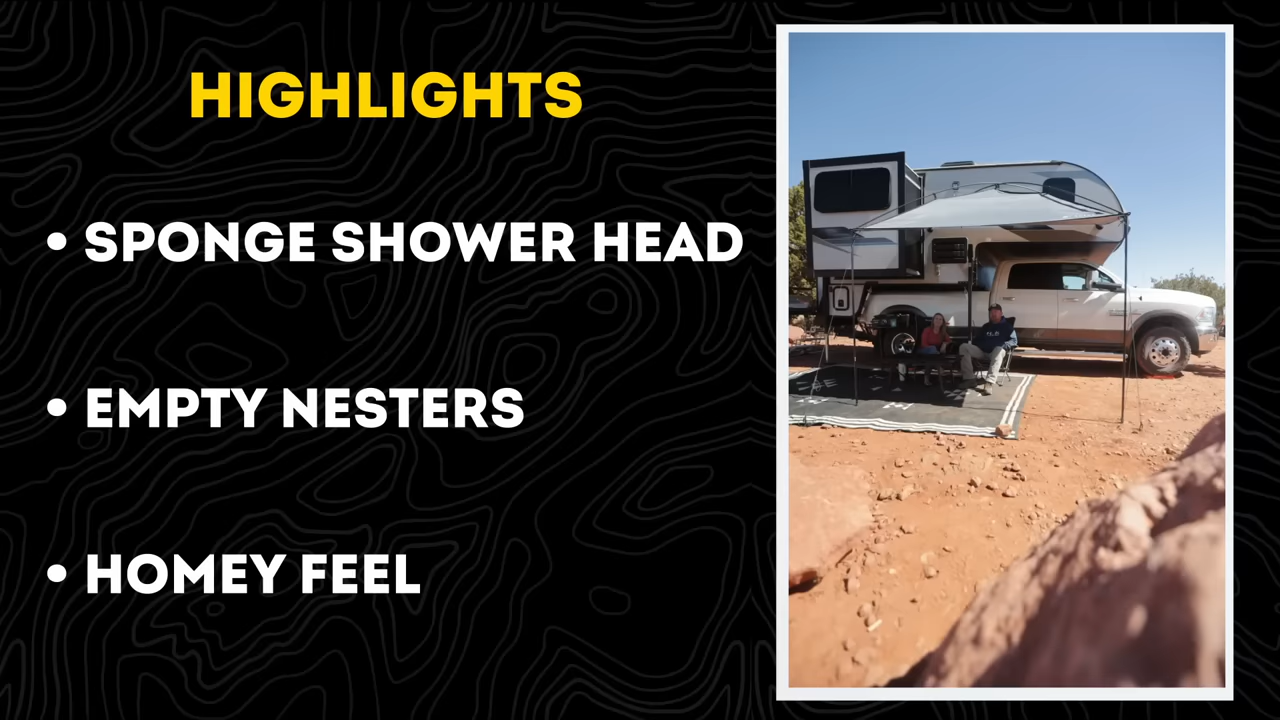 HIGHLIGHTS
• SPONGE SHOWER HEAD
• EMPTY NESTERS
• HOMEY FEEL